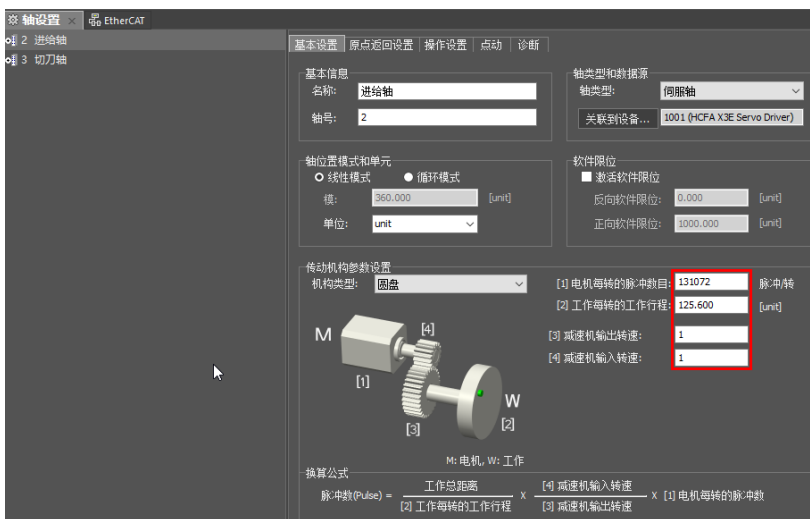 轴设置 × EtherCAT
2 进给轴
3 切刀轴
基本设置 原点返回设置 操作设置 点动 诊断
基本信息
名称: 进给轴
轴号: 2
轴类型和数据源
轴类型: 伺服轴
关联到设备... 1001 (HCFA X3E Servo Driver)
轴位置模式和单元
线性模式 循环模式
模: 360.000 [unit]
单位: unit
软件限位
激活软件限位
反向软件限位: 0.000 [unit]
正向软件限位: 1000.000 [unit]
传动机构参数设置
机构类型: 圆盘
[1] 电机每转的脉冲数目: 131072 脉冲/转
[2] 工作每转的工作行程: 125.600 [unit]
[3] 减速机输出转速: 1
[4] 减速机输入转速: 1
M
[4]
[1]
W
[2]
[3]
M: 电机, W: 工作
换算公式
脉冲数(Pulse) = 工作总距离 X [4] 减速机输入转速 X [1] 电机每转的脉冲数
[2] 工作每转的工作行程 [3] 减速机输出转速